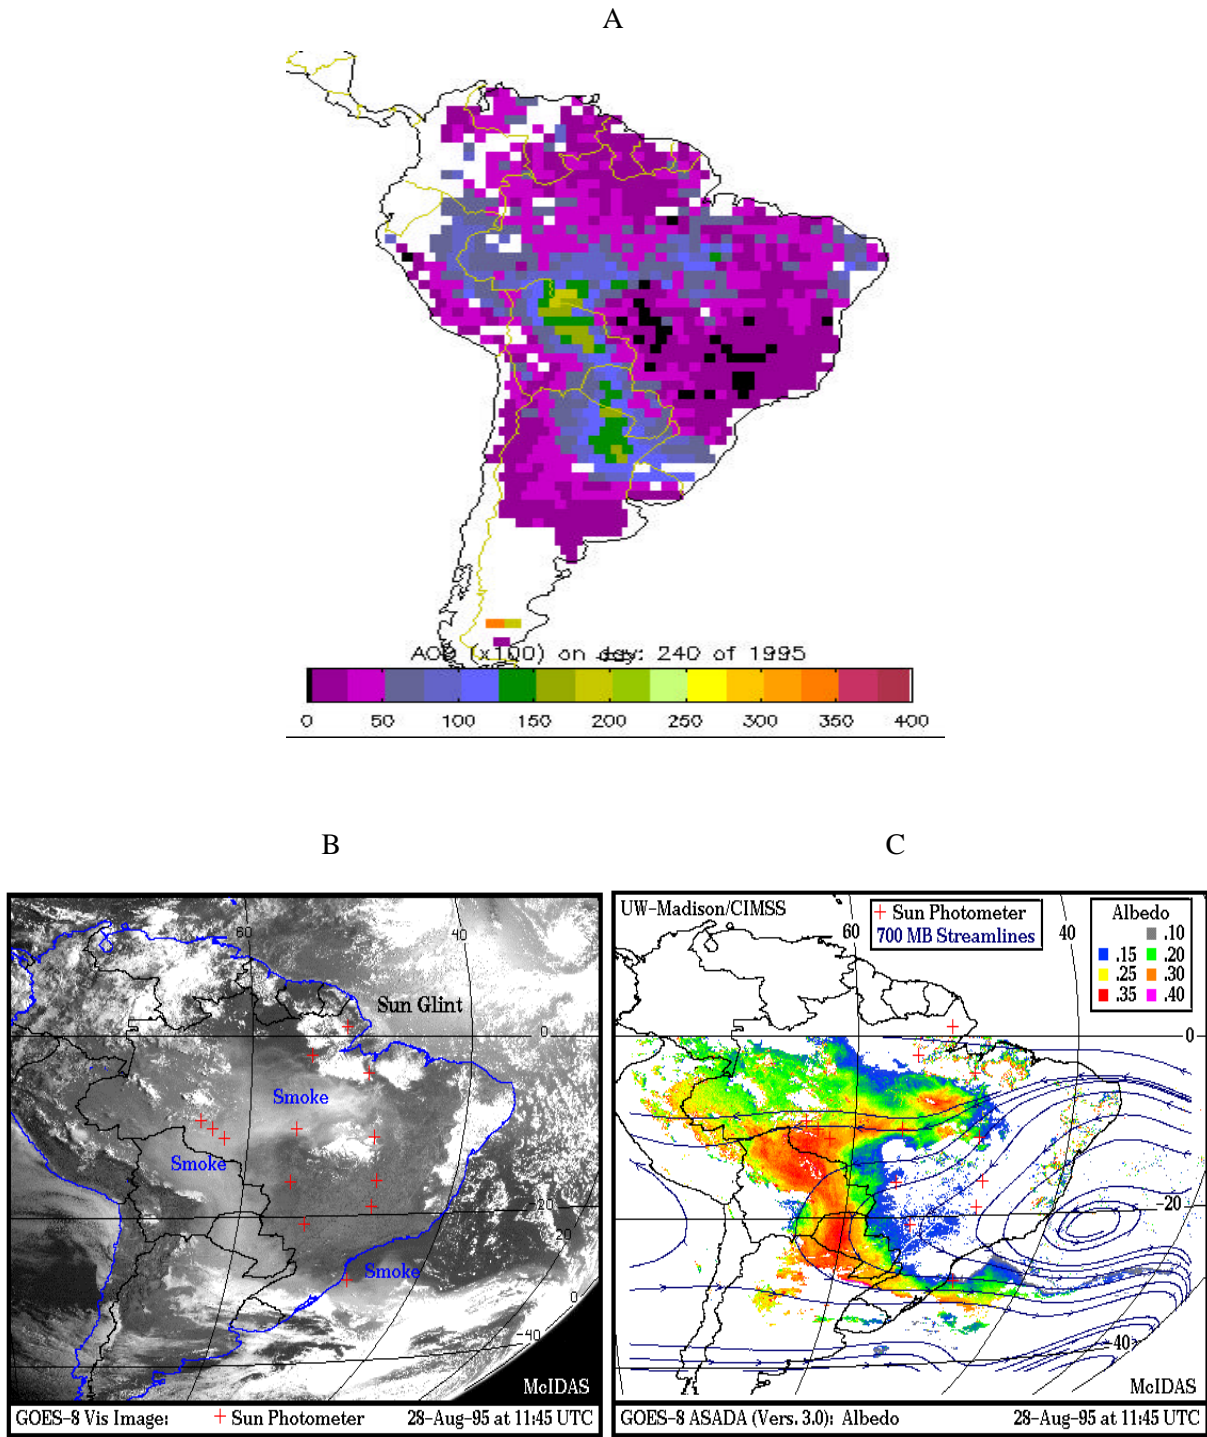 A
AOD (x100) on day: 240 of 1995
0 50 100 150 200 250 300 350 400
B
C
60
40
Sun Glint
0
Smoke
Smoke
-20
20
Smoke
0
-40
McIDAS
GOES-8 Vis Image: + Sun Photometer 28-Aug-95 at 11:45 UTC
UW-Madison/CIMSS
+ Sun Photometer
700 MB Streamlines
Albedo
.10
.15 .20
.25 .30
.35 .40
60
40
0
-20
-40
McIDAS
GOES-8 ASADA (Vers. 3.0): Albedo 28-Aug-95 at 11:45 UTC